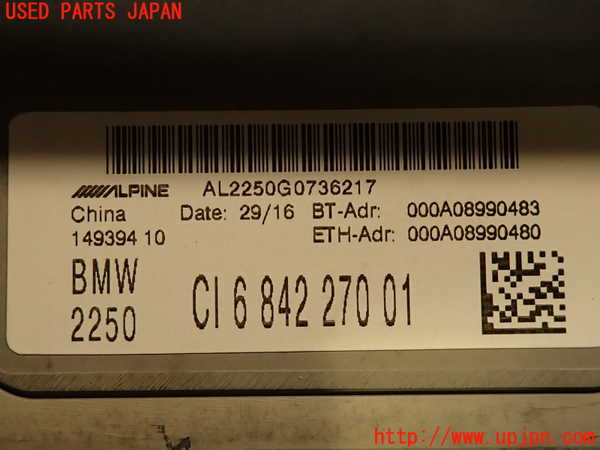 USED PARTS JAPAN
ALPINE AL2250G0736217
China Date: 29/16 BT-Adr: 000A08990483
149394 10 ETH-Adr: 000A08990480
BMW
2250 CI 6 842 270 01
http://www.upjpn.com